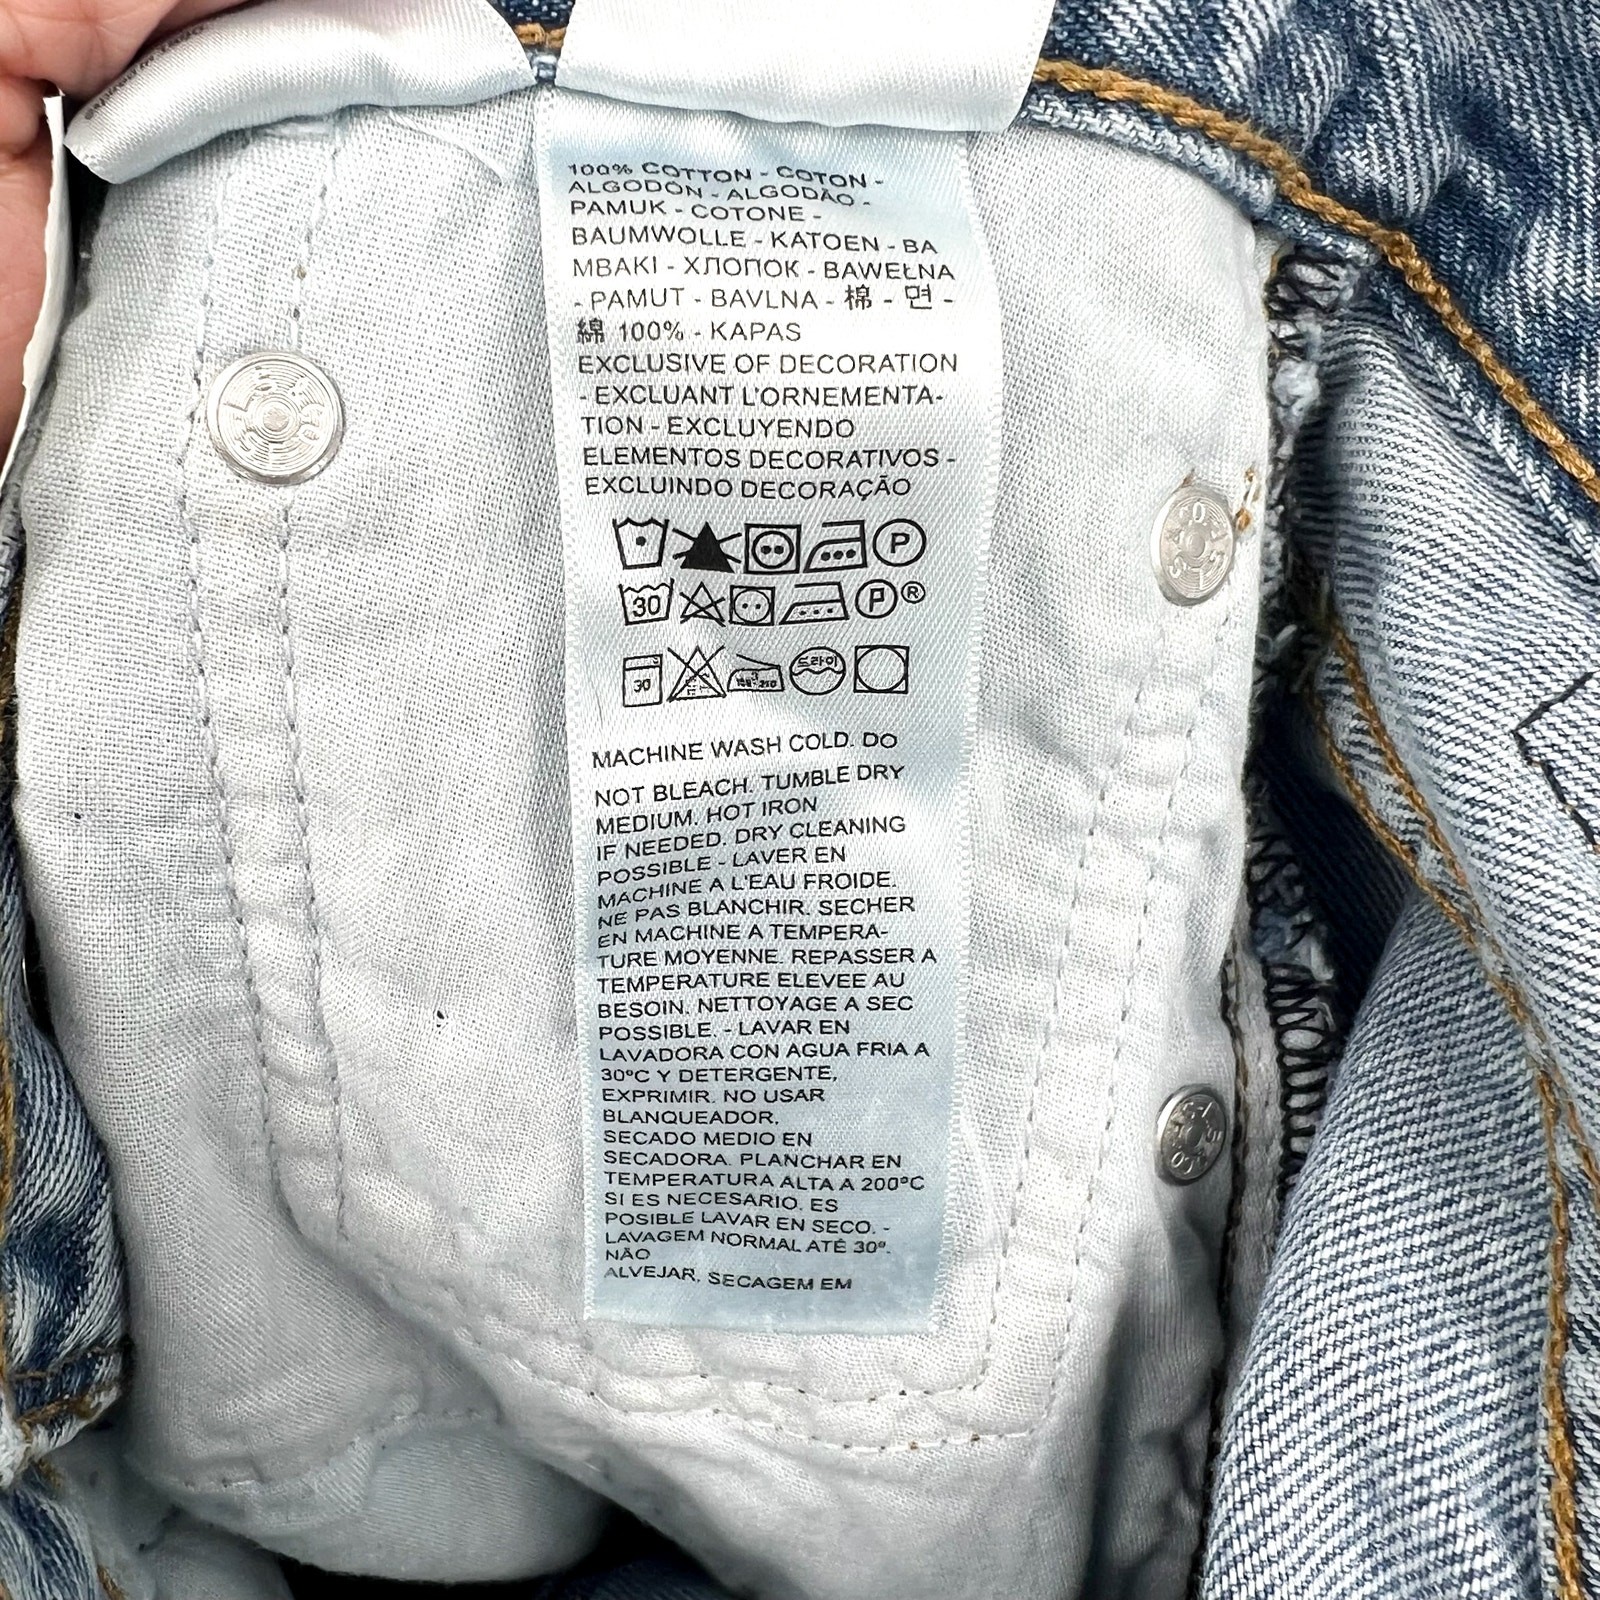 100% COTTON - COTON -
ALGODÓN - ALGODÃO -
PAMUK - COTONE -
BAUMWOLLE - KATOEN - BA
MBAKI - ХЛОПОК - BAWEŁNA
- PAMUT - BAVLNA - 棉 - 면 -
綿 100% - KAPAS
EXCLUSIVE OF DECORATION
- EXCLUANT L'ORNEMENTA-
TION - EXCLUYENDO
ELEMENTOS DECORATIVOS -
EXCLUINDO DECORAÇÃO
P
30 P ®
30 드라이
MACHINE WASH COLD. DO
NOT BLEACH. TUMBLE DRY
MEDIUM. HOT IRON
IF NEEDED. DRY CLEANING
POSSIBLE - LAVER EN
MACHINE A L'EAU FROIDE.
NE PAS BLANCHIR. SECHER
EN MACHINE A TEMPERA-
TURE MOYENNE. REPASSER A
TEMPERATURE ELEVEE AU
BESOIN. NETTOYAGE A SEC
POSSIBLE. - LAVAR EN
LAVADORA CON AGUA FRIA A
30ºC Y DETERGENTE,
EXPRIMIR. NO USAR
BLANQUEADOR,
SECADO MEDIO EN
SECADORA. PLANCHAR EN
TEMPERATURA ALTA A 200ºC
SI ES NECESARIO. ES
POSIBLE LAVAR EN SECO. -
LAVAGEM NORMAL ATÉ 30º.
NÃO
ALVEJAR, SECAGEM EM